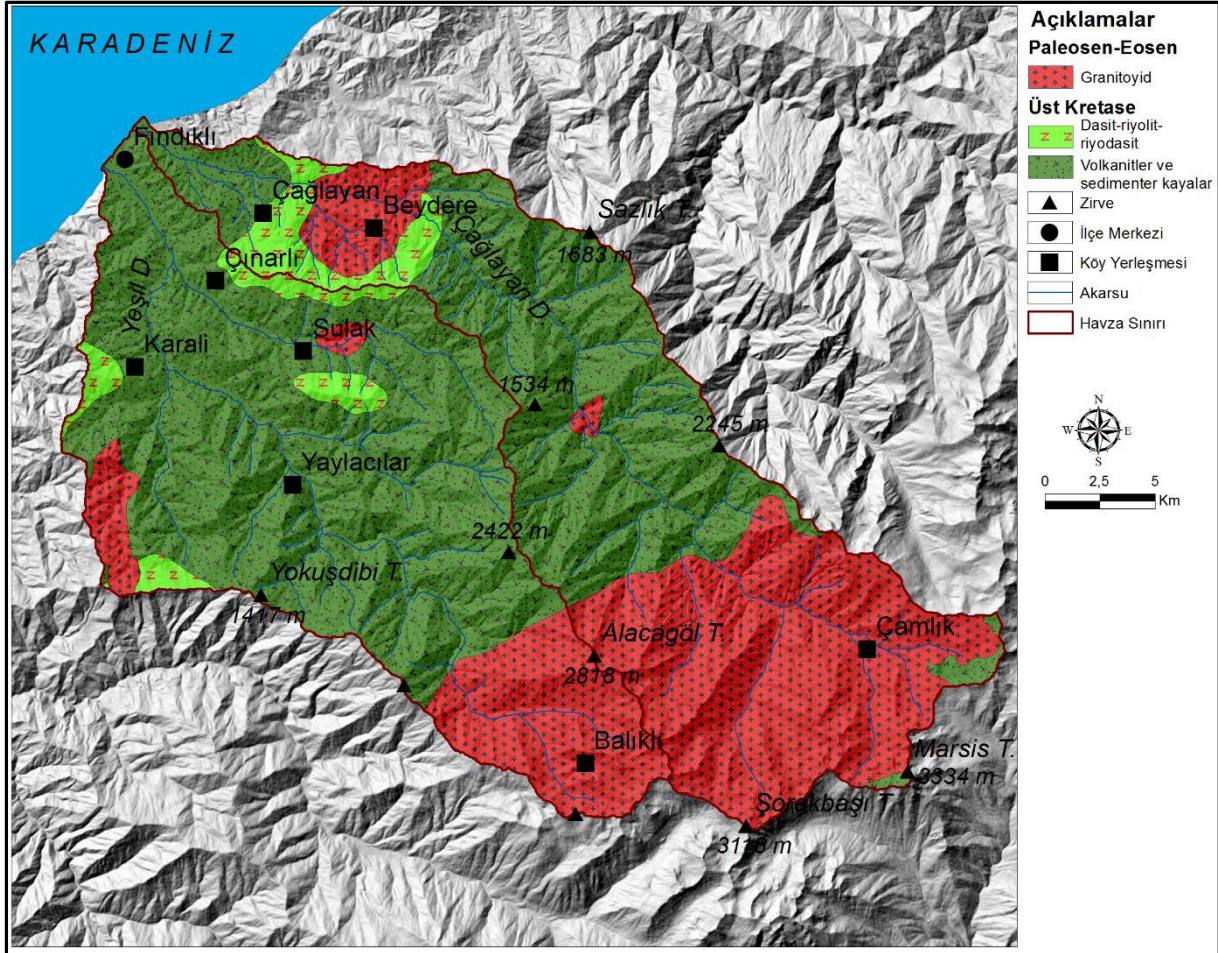 KARADENİZ
Fındıklı
Çağlayan
Beydere
Sazlık T.
1683 m
Çınarlı
Çağlayan D.
Yeşil D.
Sulak
Karali
1534 m
2245 m
Yaylacılar
2422 m
Yokuşdibi T.
1417 m
Alacagöl T.
2818 m
Çamlık
Balıklı
Marsis T.
3334 m
Şorakbaşı T.
3118 m
Açıklamalar
Paleosen-Eosen
Granitoyid
Üst Kretase
Dasit-riyolit-
riyodasit
Volkanitler ve
sedimenter kayalar
Zirve
İlçe Merkezi
Köy Yerleşmesi
Akarsu
Havza Sınırı
N
W
E
S
0 2,5 5
Km